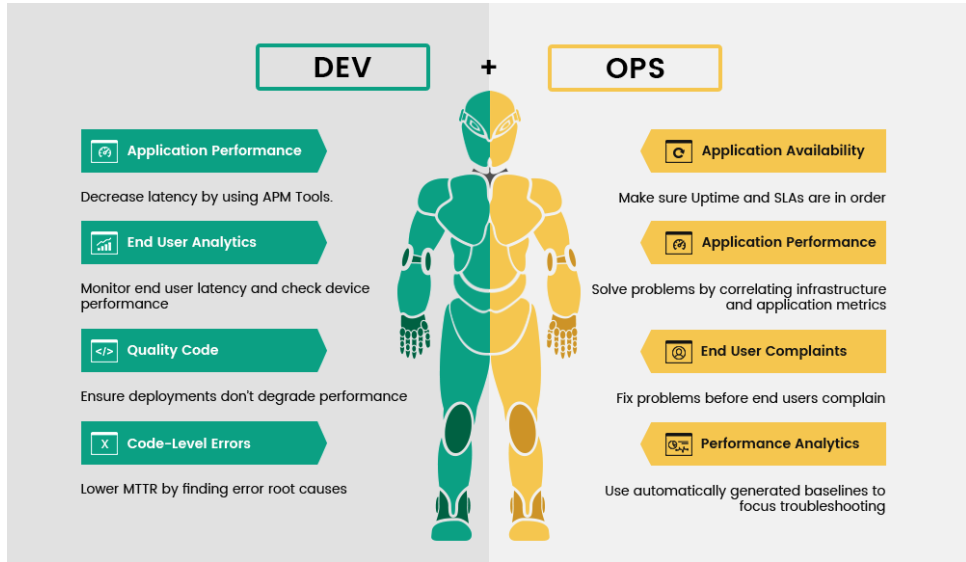 DEV
+
OPS
Application Performance
Decrease latency by using APM Tools.
End User Analytics
Monitor end user latency and check device
performance
</>
Quality Code
Ensure deployments don't degrade performance
X
Code-Level Errors
Lower MTTR by finding error root causes
Application Availability
Make sure Uptime and SLAs are in order
Application Performance
Solve problems by correlating infrastructure
and application metrics
End User Complaints
Fix problems before end users complain
Performance Analytics
Use automatically generated baselines to
focus troubleshooting